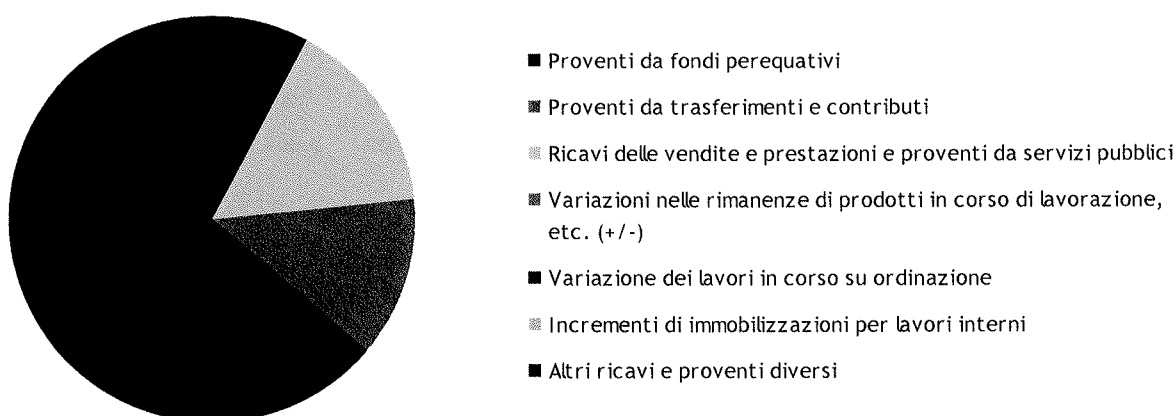 Proventi da fondi perequativi
Proventi da trasferimenti e contributi
Ricavi delle vendite e prestazioni e proventi da servizi pubblici
Variazioni nelle rimanenze di prodotti in corso di lavorazione,
etc. (+/-)
Variazione dei lavori in corso su ordinazione
Incrementi di immobilizzazioni per lavori interni
Altri ricavi e proventi diversi